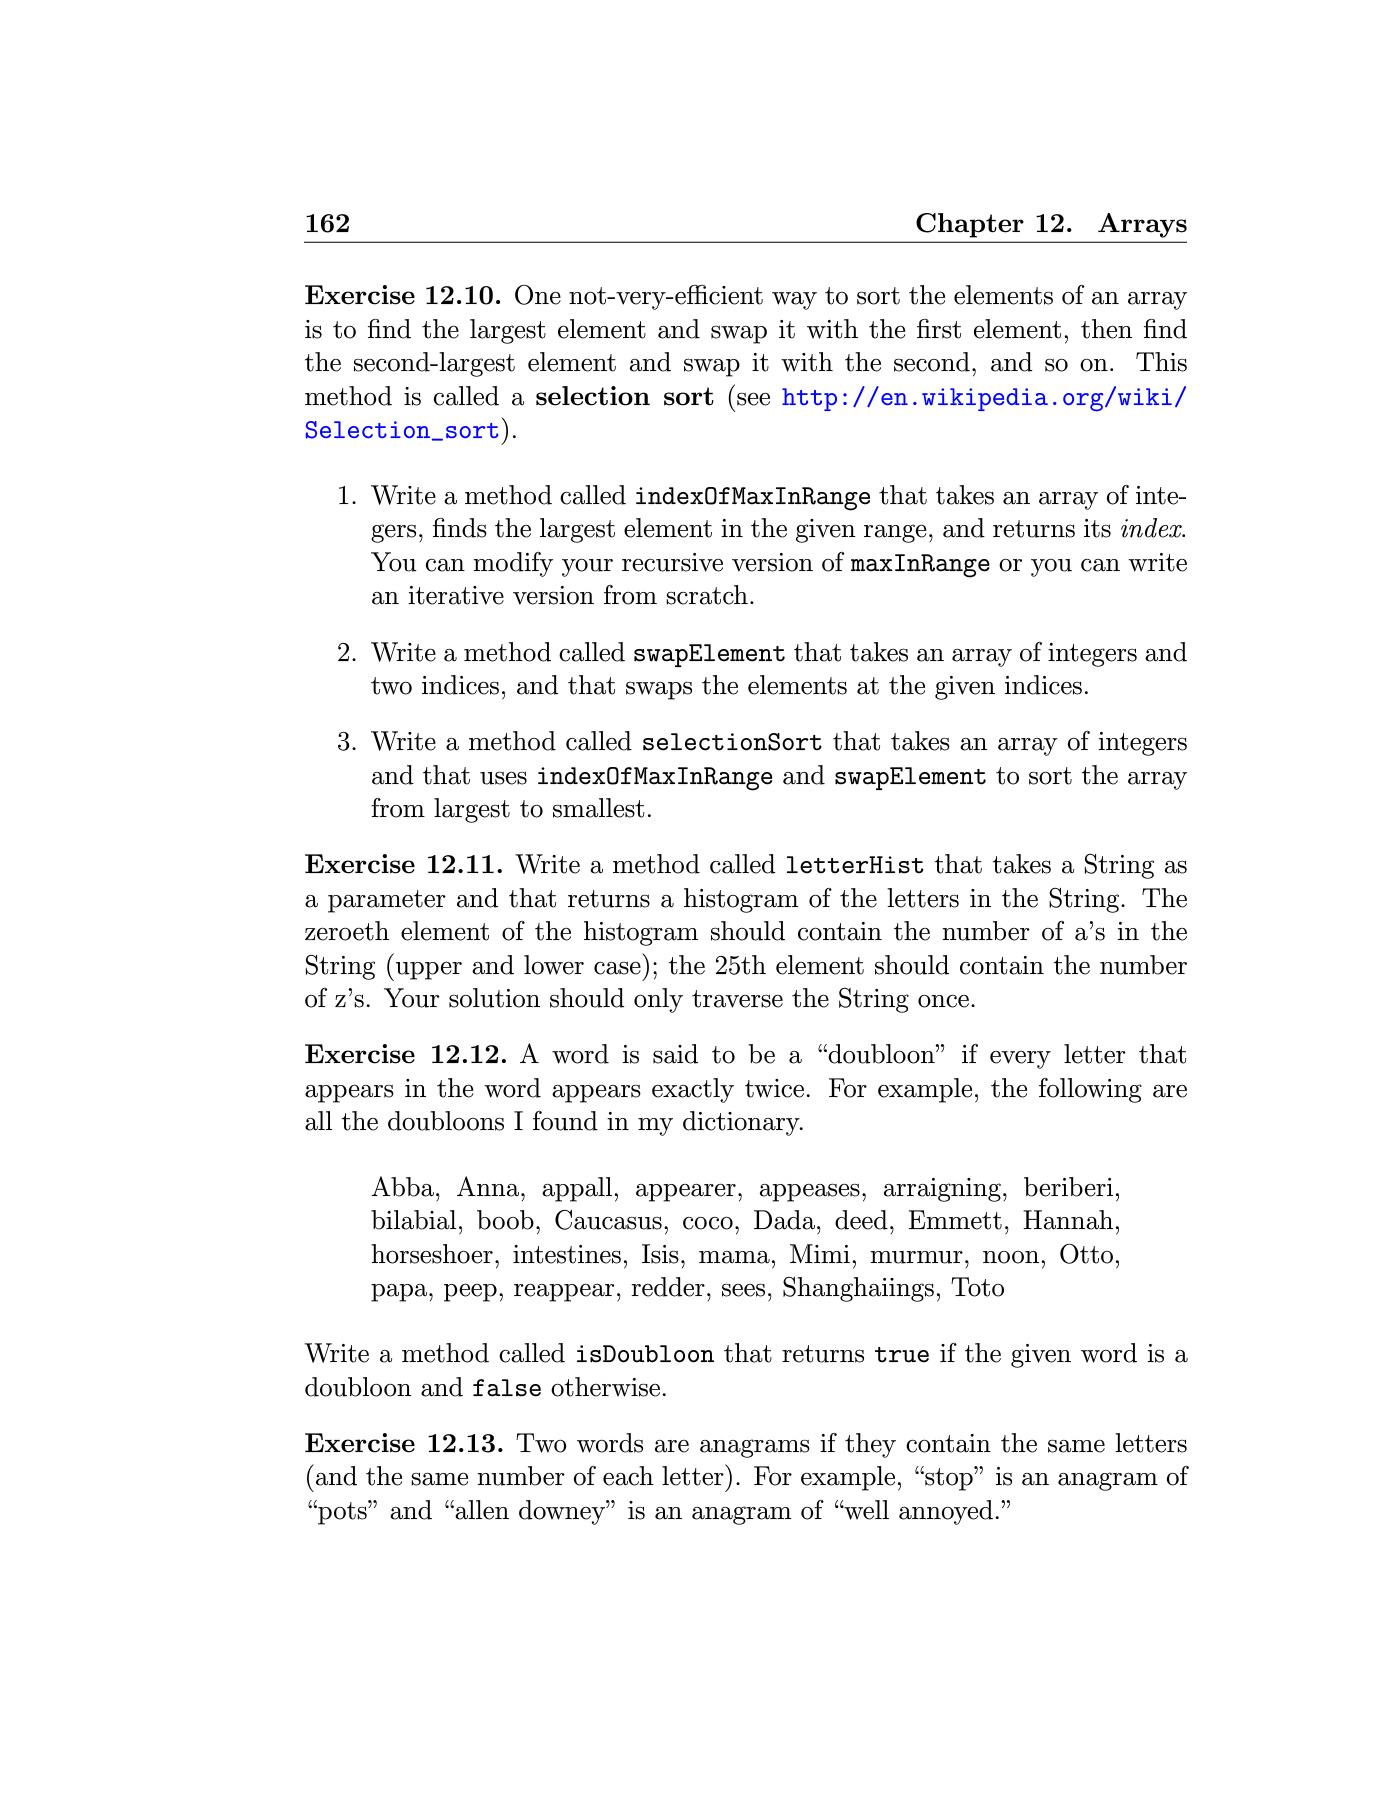 162 Chapter 12. Arrays
Exercise 12.10. One not-very-efficient way to sort the elements of an array
is to find the largest element and swap it with the first element, then find
the second-largest element and swap it with the second, and so on. This
method is called a selection sort (see http://en.wikipedia.org/wiki/
Selection_sort).
1. Write a method called indexOfMaxInRange that takes an array of inte-
gers, finds the largest element in the given range, and returns its index.
You can modify your recursive version of maxInRange or you can write
an iterative version from scratch.
2. Write a method called swapElement that takes an array of integers and
two indices, and that swaps the elements at the given indices.
3. Write a method called selectionSort that takes an array of integers
and that uses indexOfMaxInRange and swapElement to sort the array
from largest to smallest.
Exercise 12.11. Write a method called letterHist that takes a String as
a parameter and that returns a histogram of the letters in the String. The
zeroeth element of the histogram should contain the number of a's in the
String (upper and lower case); the 25th element should contain the number
of z's. Your solution should only traverse the String once.
Exercise 12.12. A word is said to be a “doubloon” if every letter that
appears in the word appears exactly twice. For example, the following are
all the doubloons I found in my dictionary.
Abba, Anna, appall, appearer, appeases, arraigning, beriberi,
bilabial, boob, Caucasus, coco, Dada, deed, Emmett, Hannah,
horseshoer, intestines, Isis, mama, Mimi, murmur, noon, Otto,
papa, peep, reappear, redder, sees, Shanghaiings, Toto
Write a method called isDoubloon that returns true if the given word is a
doubloon and false otherwise.
Exercise 12.13. Two words are anagrams if they contain the same letters
(and the same number of each letter). For example, “stop” is an anagram of
“pots” and “allen downey” is an anagram of “well annoyed.”